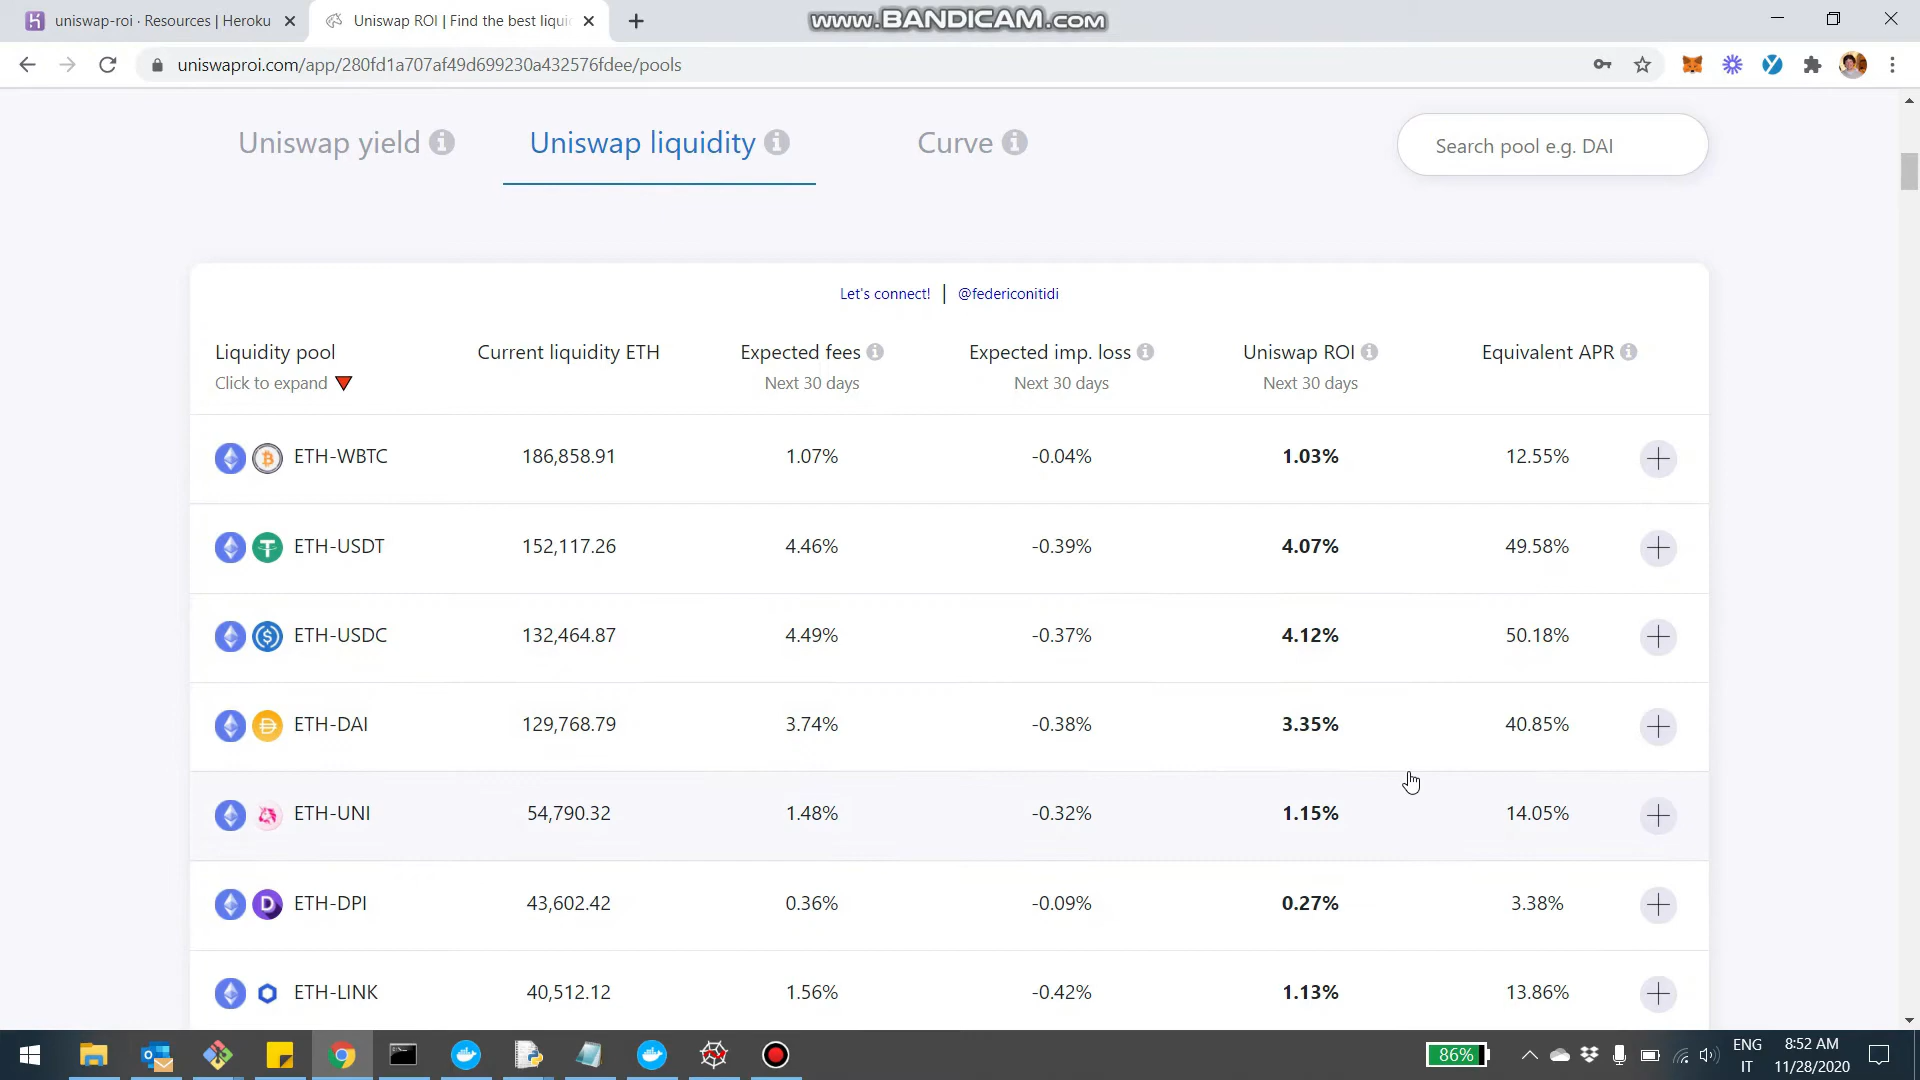 uniswap-roi · Resources | Heroku
Uniswap ROI | Find the best liqui
www.BANDICAM.com
uniswaproi.com/app/280fd1a707af49d699230a432576fdee/pools
Uniswap yield
Uniswap liquidity
Curve
Search pool e.g. DAI
Let's connect! | @federiconitidi
Liquidity pool Current liquidity ETH Expected fees Expected imp. loss Uniswap ROI Equivalent APR
Click to expand Next 30 days Next 30 days Next 30 days
ETH-WBTC 186,858.91 1.07% -0.04% 1.03% 12.55%
ETH-USDT 152,117.26 4.46% -0.39% 4.07% 49.58%
ETH-USDC 132,464.87 4.49% -0.37% 4.12% 50.18%
ETH-DAI 129,768.79 3.74% -0.38% 3.35% 40.85%
ETH-UNI 54,790.32 1.48% -0.32% 1.15% 14.05%
ETH-DPI 43,602.42 0.36% -0.09% 0.27% 3.38%
ETH-LINK 40,512.12 1.56% -0.42% 1.13% 13.86%
86%
ENG
IT
8:52 AM
11/28/2020